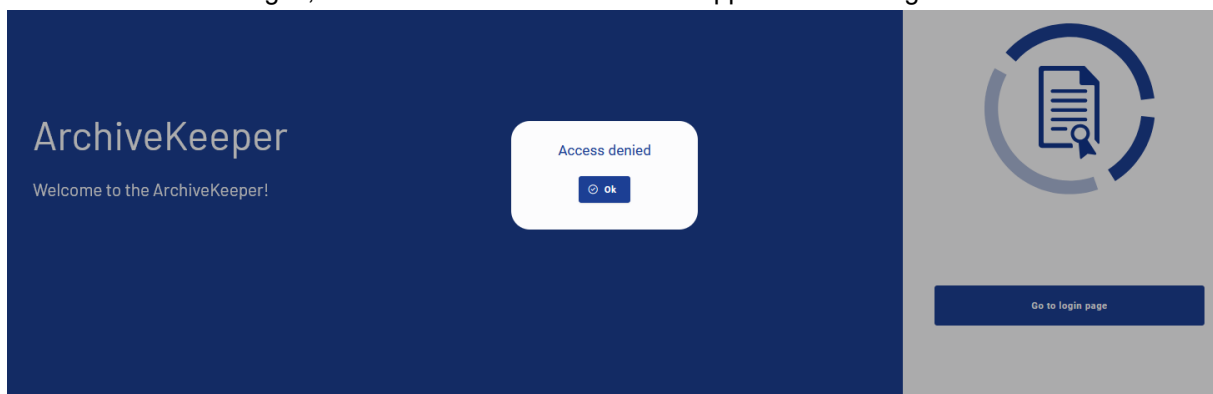 ArchiveKeeper
Welcome to the ArchiveKeeper!
Access denied
Ok
Go to login page